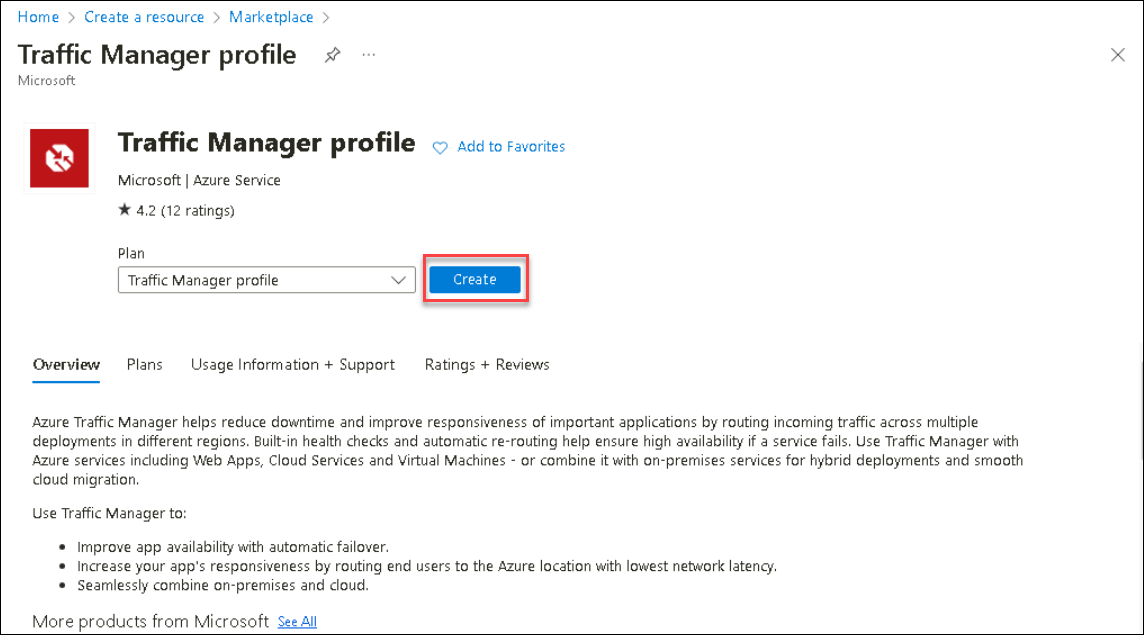 Home > Create a resource > Marketplace >
Traffic Manager profile ...
Microsoft
Traffic Manager profile Add to Favorites
Microsoft | Azure Service
★ 4.2 (12 ratings)
Plan
Traffic Manager profile Create
Overview Plans Usage Information + Support Ratings + Reviews
Azure Traffic Manager helps reduce downtime and improve responsiveness of important applications by routing incoming traffic across multiple
deployments in different regions. Built-in health checks and automatic re-routing help ensure high availability if a service fails. Use Traffic Manager with
Azure services including Web Apps, Cloud Services and Virtual Machines - or combine it with on-premises services for hybrid deployments and smooth
cloud migration.
Use Traffic Manager to:
• Improve app availability with automatic failover.
• Increase your app's responsiveness by routing end users to the Azure location with lowest network latency.
• Seamlessly combine on-premises and cloud.
More products from Microsoft See All